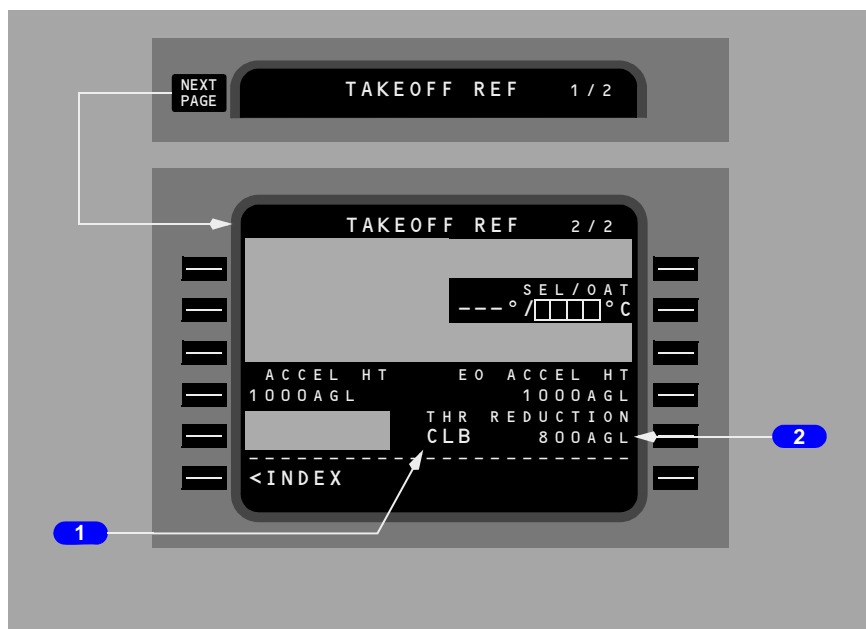 NEXT
PAGE
TAKEOFF REF 1/2
TAKEOFF REF 2/2
SEL/OAT
---°/□□□□°C
ACCEL HT EO ACCEL HT
1000AGL 1000AGL
THR REDUCTION
CLB 800AGL
2
--------------------
<INDEX
1